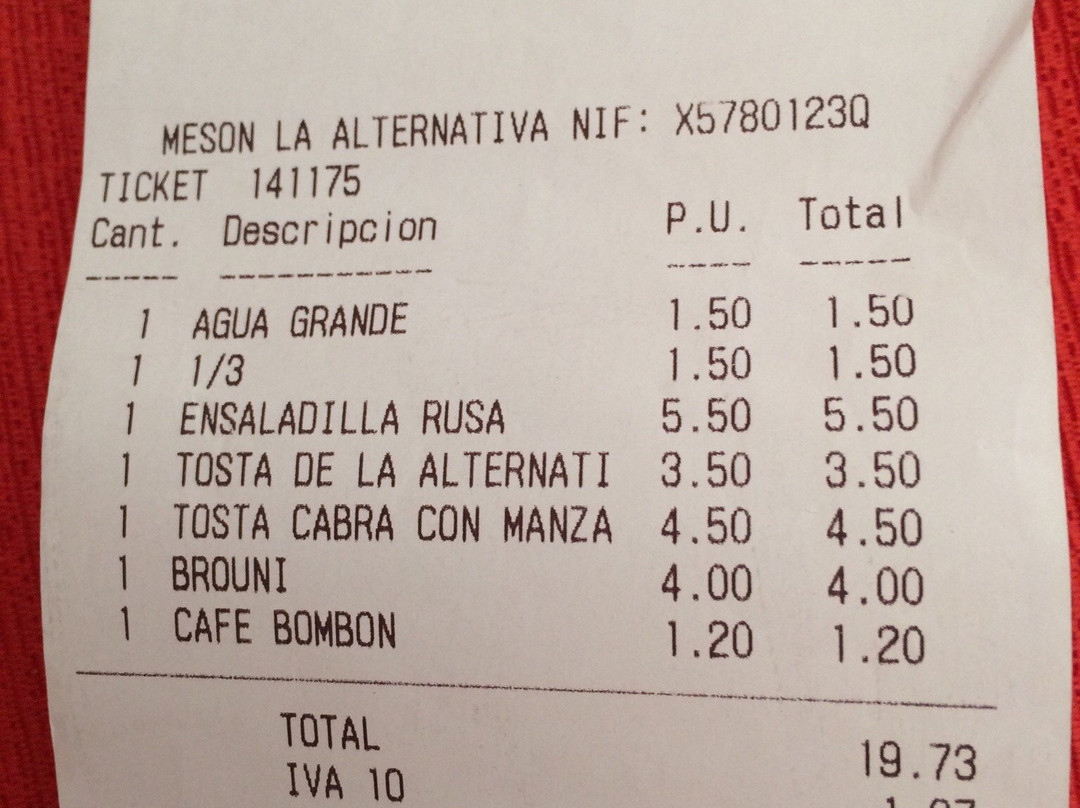 MESON LA ALTERNATIVA NIF: X5780123Q
TICKET 141175
Cant. Descripcion P.U. Total
----- ----------- ---- -----
1 AGUA GRANDE 1.50 1.50
1 1/3 1.50 1.50
1 ENSALADILLA RUSA 5.50 5.50
1 TOSTA DE LA ALTERNATI 3.50 3.50
1 TOSTA CABRA CON MANZA 4.50 4.50
1 BROUNI 4.00 4.00
1 CAFE BOMBON 1.20 1.20
TOTAL 19.73
IVA 10